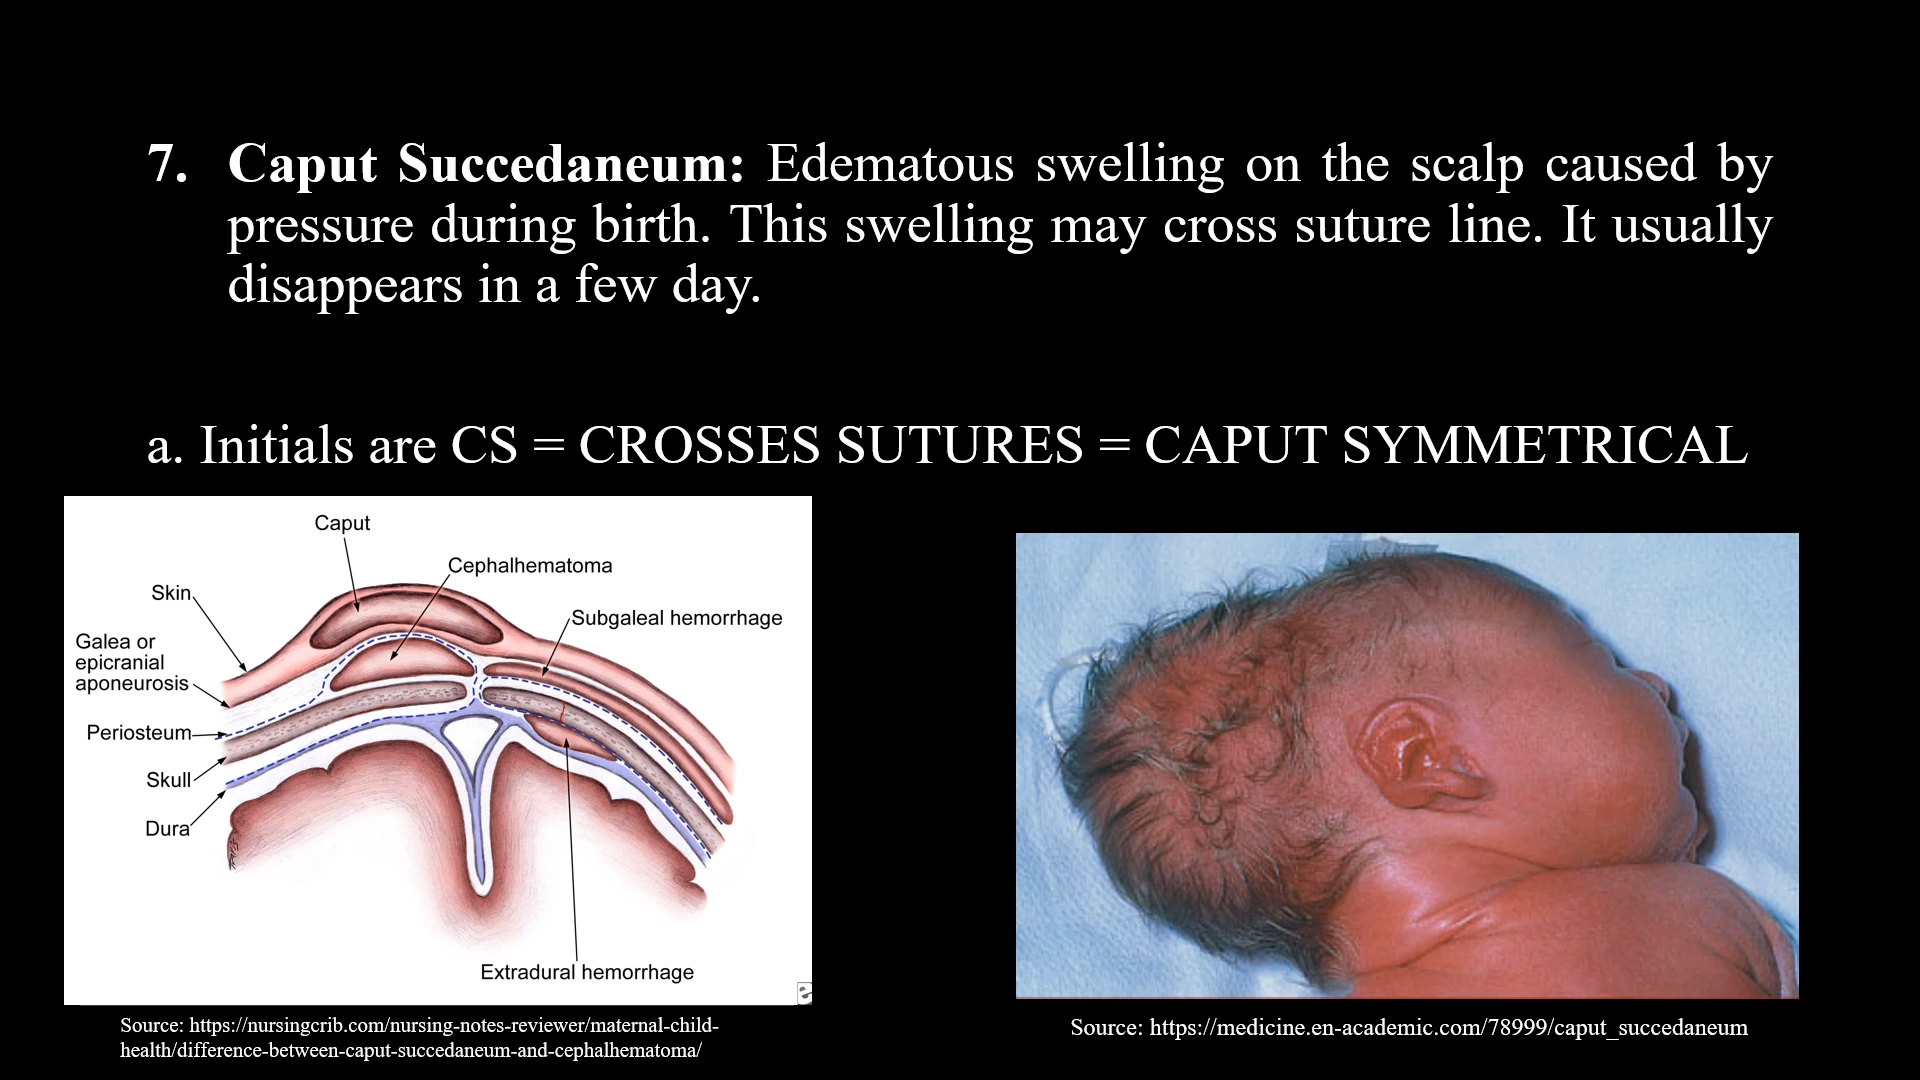 7. Caput Succedaneum: Edematous swelling on the scalp caused by
pressure during birth. This swelling may cross suture line. It usually
disappears in a few day.
a. Initials are CS = CROSSES SUTURES = CAPUT SYMMETRICAL
Caput
Cephalhematoma
Skin
Subgaleal hemorrhage
Galea or
epicranial
aponeurosis
Periosteum
Skull
Dura
Extradural hemorrhage
Source: https://nursingcrib.com/nursing-notes-reviewer/maternal-child-
health/difference-between-caput-succedaneum-and-cephalhematoma/
Source: https://medicine.en-academic.com/78999/caput_succedaneum